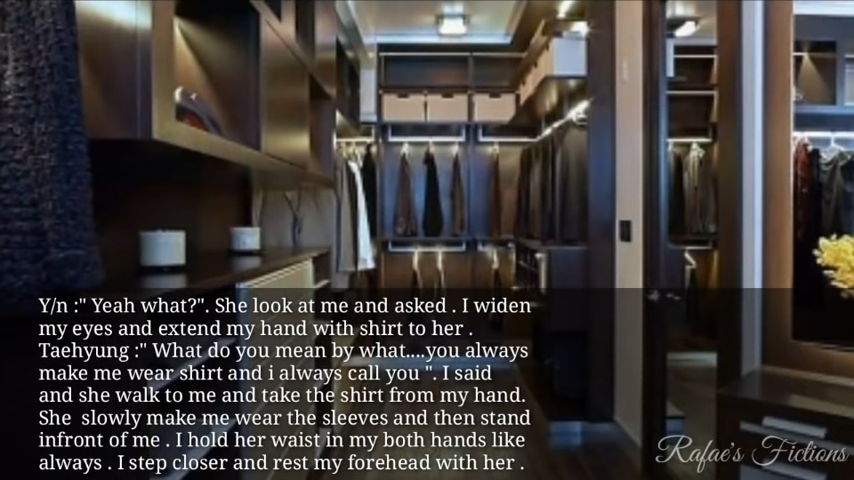 Y/n :" Yeah what?". She look at me and asked . I widen
my eyes and extend my hand with shirt to her .
Taehyung :" What do you mean by what....you always
make me wear shirt and i always call you ". I said
and she walk to me and take the shirt from my hand.
She  slowly make me wear the sleeves and then stand
infront of me . I hold her waist in my both hands like
always . I step closer and rest my forehead with her .
Rafae's Fictions